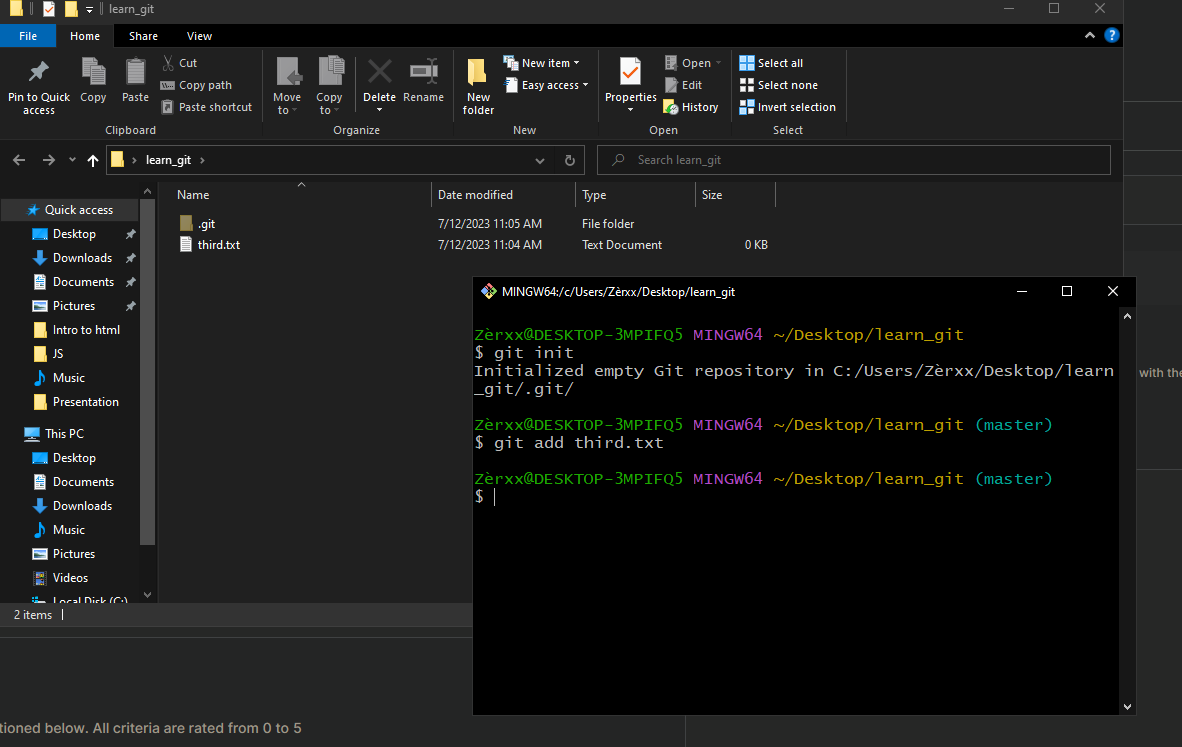 learn_git
File Home Share View
Pin to Quick access
Copy
Paste
Cut
Copy path
Paste shortcut
Clipboard
Move to
Copy to
Delete
Rename
Organize
New folder
New item
Easy access
New
Properties
Open
Edit
History
Open
Select all
Select none
Invert selection
Select
learn_git
Search learn_git
Name Date modified Type Size
.git 7/12/2023 11:05 AM File folder
third.txt 7/12/2023 11:04 AM Text Document 0 KB
Quick access
Desktop
Downloads
Documents
Pictures
Intro to html
JS
Music
Presentation
This PC
Desktop
Documents
Downloads
Music
Pictures
Videos
Local Disk (C:)
2 items
MINGW64:/c/Users/Zèrxx/Desktop/learn_git
Zèrxx@DESKTOP-3MPIFQ5 MINGW64 ~/Desktop/learn_git
$ git init
Initialized empty Git repository in C:/Users/Zèrxx/Desktop/learn
_git/.git/
Zèrxx@DESKTOP-3MPIFQ5 MINGW64 ~/Desktop/learn_git (master)
$ git add third.txt
Zèrxx@DESKTOP-3MPIFQ5 MINGW64 ~/Desktop/learn_git (master)
$
with the
tioned below. All criteria are rated from 0 to 5